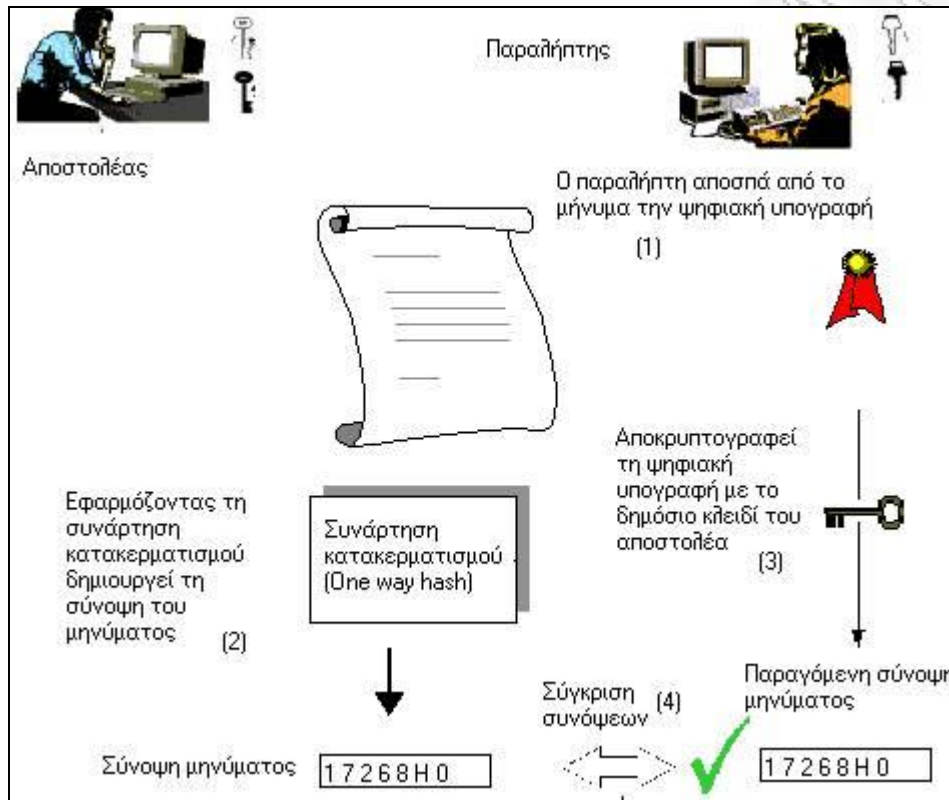 Παραλήπτης
Αποστολέας
Ο παραλήπτη αποσπά από το
μήνυμα την ψηφιακή υπογραφή
(1)
Αποκρυπτογραφεί
τη ψηφιακή
υπογραφή με το
δημόσιο κλειδί του
αποστολέα
(3)
Εφαρμόζοντας τη
συνάρτηση
κατακερματισμού
δημιουργεί τη
σύνοψη του
μηνύματος
(2)
Συνάρτηση
κατακερματισμού
(One way hash)
Παραγόμενη σύνοψη
μηνύματος
Σύγκριση
συνόψεων
(4)
Σύνοψη μηνύματος
17268H0
17268H0